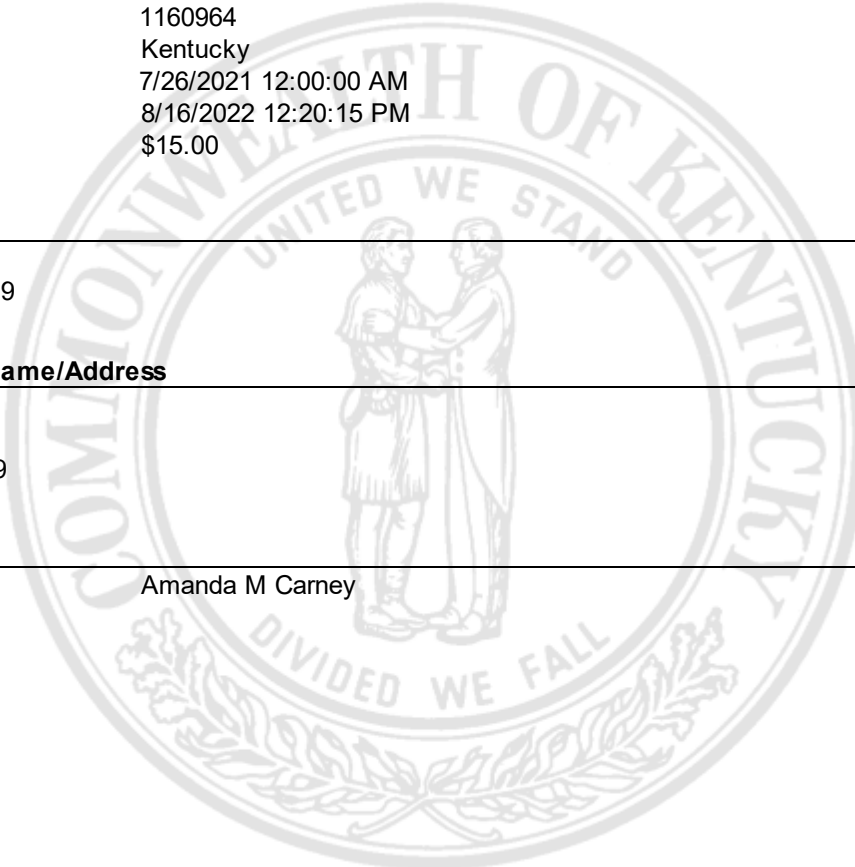 1160964
Kentucky
7/26/2021 12:00:00 AM
8/16/2022 12:20:15 PM
$15.00
COMMONWEALTH OF KENTUCKY
UNITED WE STAND
9
ame/Address
9
Amanda M Carney
DIVIDED WE FALL